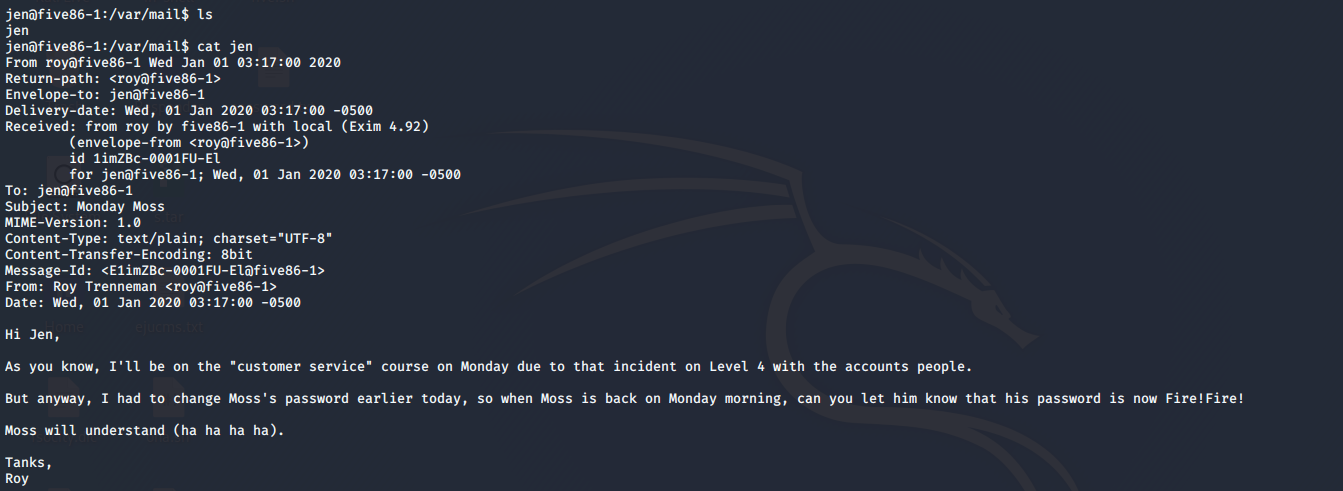 jen@five86-1:/var/mail$ ls
jen
jen@five86-1:/var/mail$ cat jen
From roy@five86-1 Wed Jan 01 03:17:00 2020
Return-path: <roy@five86-1>
Envelope-to: jen@five86-1
Delivery-date: Wed, 01 Jan 2020 03:17:00 -0500
Received: from roy by five86-1 with local (Exim 4.92)
(envelope-from <roy@five86-1>)
id 1imZBc-0001FU-El
for jen@five86-1; Wed, 01 Jan 2020 03:17:00 -0500
To: jen@five86-1
Subject: Monday Moss
MIME-Version: 1.0
Content-Type: text/plain; charset="UTF-8"
Content-Transfer-Encoding: 8bit
Message-Id: <E1imZBc-0001FU-El@five86-1>
From: Roy Trenneman <roy@five86-1>
Date: Wed, 01 Jan 2020 03:17:00 -0500
Hi Jen,
As you know, I'll be on the "customer service" course on Monday due to that incident on Level 4 with the accounts people.
But anyway, I had to change Moss's password earlier today, so when Moss is back on Monday morning, can you let him know that his password is now Fire!Fire!
Moss will understand (ha ha ha ha).
Tanks,
Roy